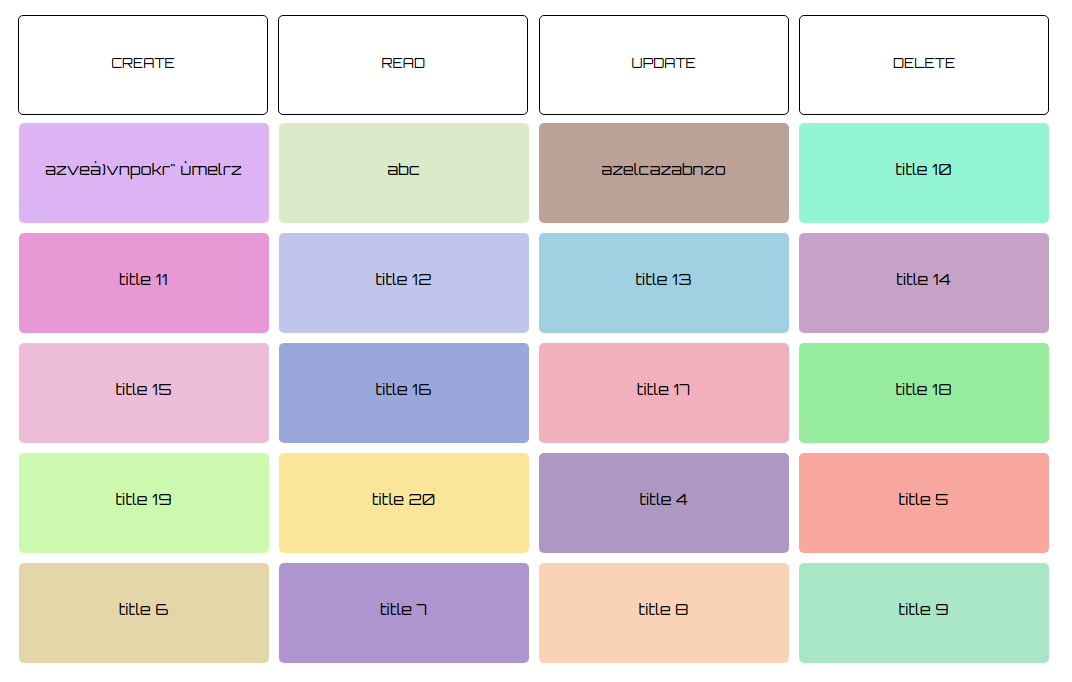 CREATE
READ
UPDATE
DELETE
azveà)vnpokr¨ ùmelrz
abc
azelcazabnzo
title 10
title 11
title 12
title 13
title 14
title 15
title 16
title 17
title 18
title 19
title 20
title 4
title 5
title 6
title 7
title 8
title 9